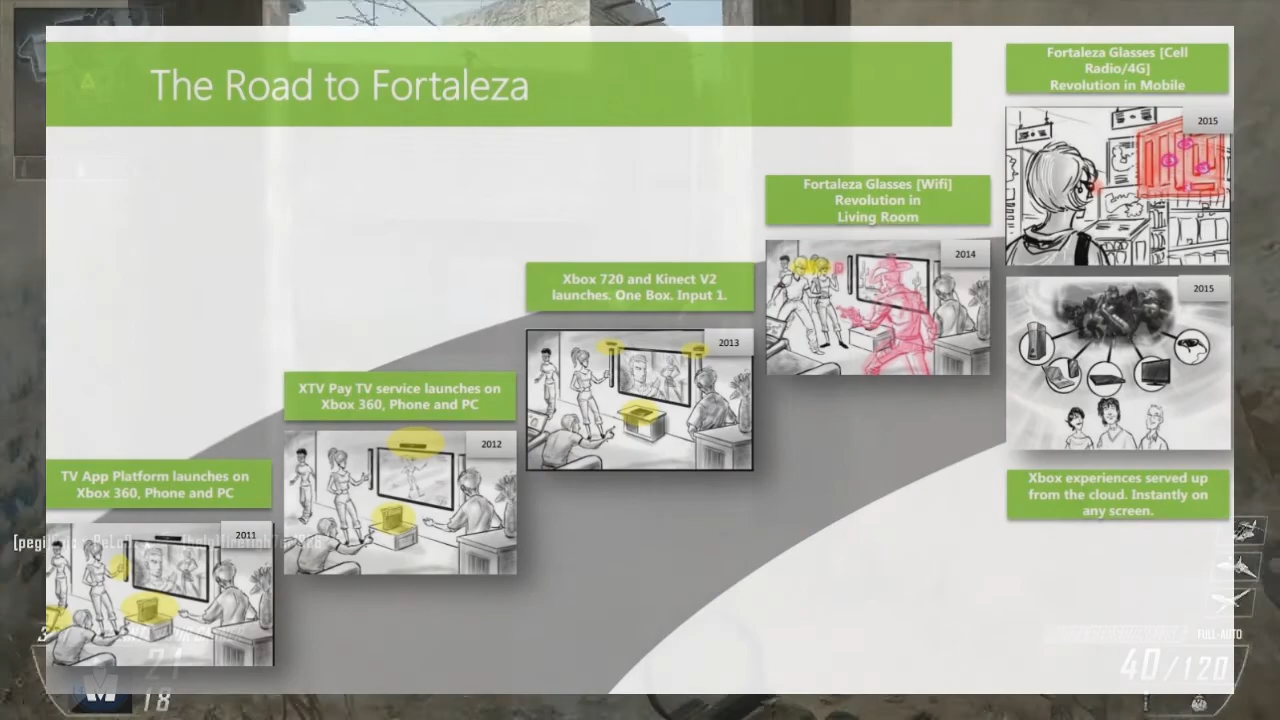 The Road to Fortaleza
Fortaleza Glasses [Cell
Radio/4G]
Revolution in Mobile
2015
Fortaleza Glasses [Wifi]
Revolution in
Living Room
2014
Xbox 720 and Kinect V2
launches. One Box. Input 1.
2013
2015
XTV Pay TV service launches on
Xbox 360, Phone and PC
2012
TV App Platform launches on
Xbox 360, Phone and PC
2011
Xbox experiences served up
from the cloud. Instantly on
any screen.
FULL-AUTO
40/120
21
18